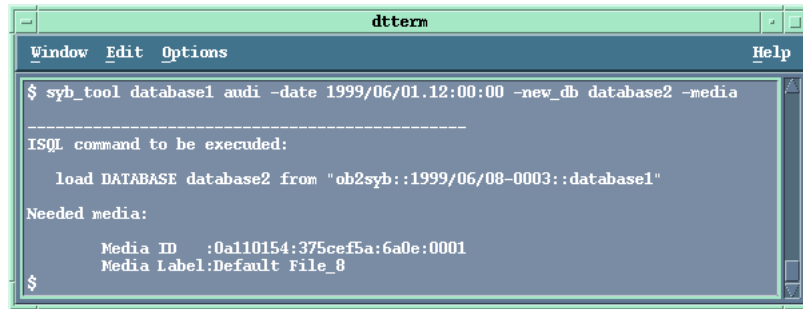 dtterm
Window Edit Options Help
$ syb_tool database1 audi -date 1999/06/01.12:00:00 -new_db database2 -media
ISQL command to be execuded:
load DATABASE database2 from "ob2syb::1999/06/08-0003::database1"
Needed media:
Media ID :0a110154:375cef5a:6a0e:0001
Media Label:Default File_8
$